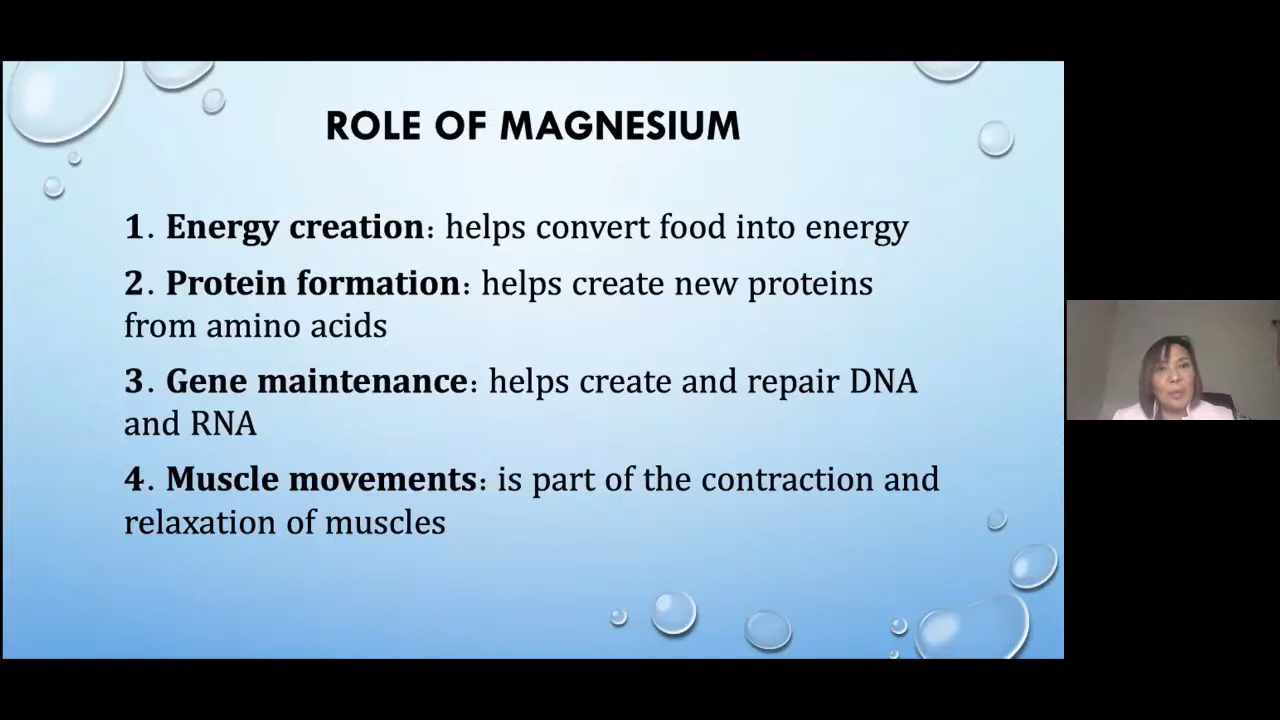 ROLE OF MAGNESIUM
1. Energy creation: helps convert food into energy
2. Protein formation: helps create new proteins
from amino acids
3. Gene maintenance: helps create and repair DNA
and RNA
4. Muscle movements: is part of the contraction and
relaxation of muscles